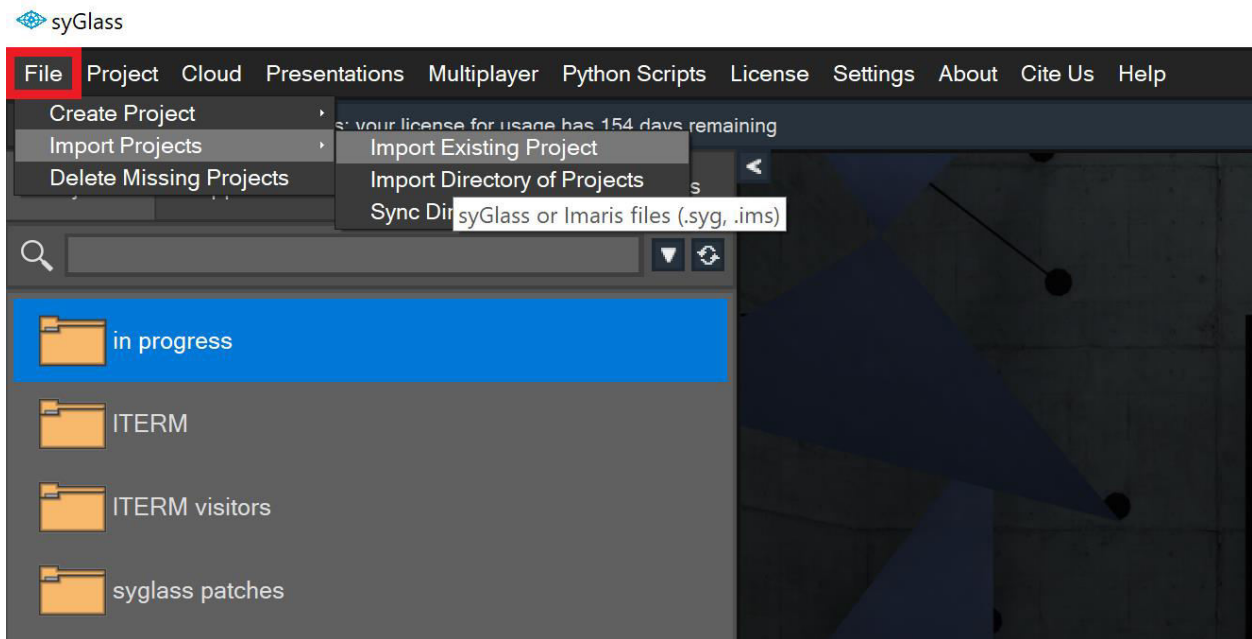 syGlass
File Project Cloud Presentations Multiplayer Python Scripts License Settings About Cite Us Help
Create Project
your license for usage has 154 days remaining
Import Projects
Import Existing Project
Delete Missing Projects
Import Directory of Projects
Sync
syGlass or Imaris files (.syg, .ims)
in progress
ITERM
ITERM visitors
syglass patches